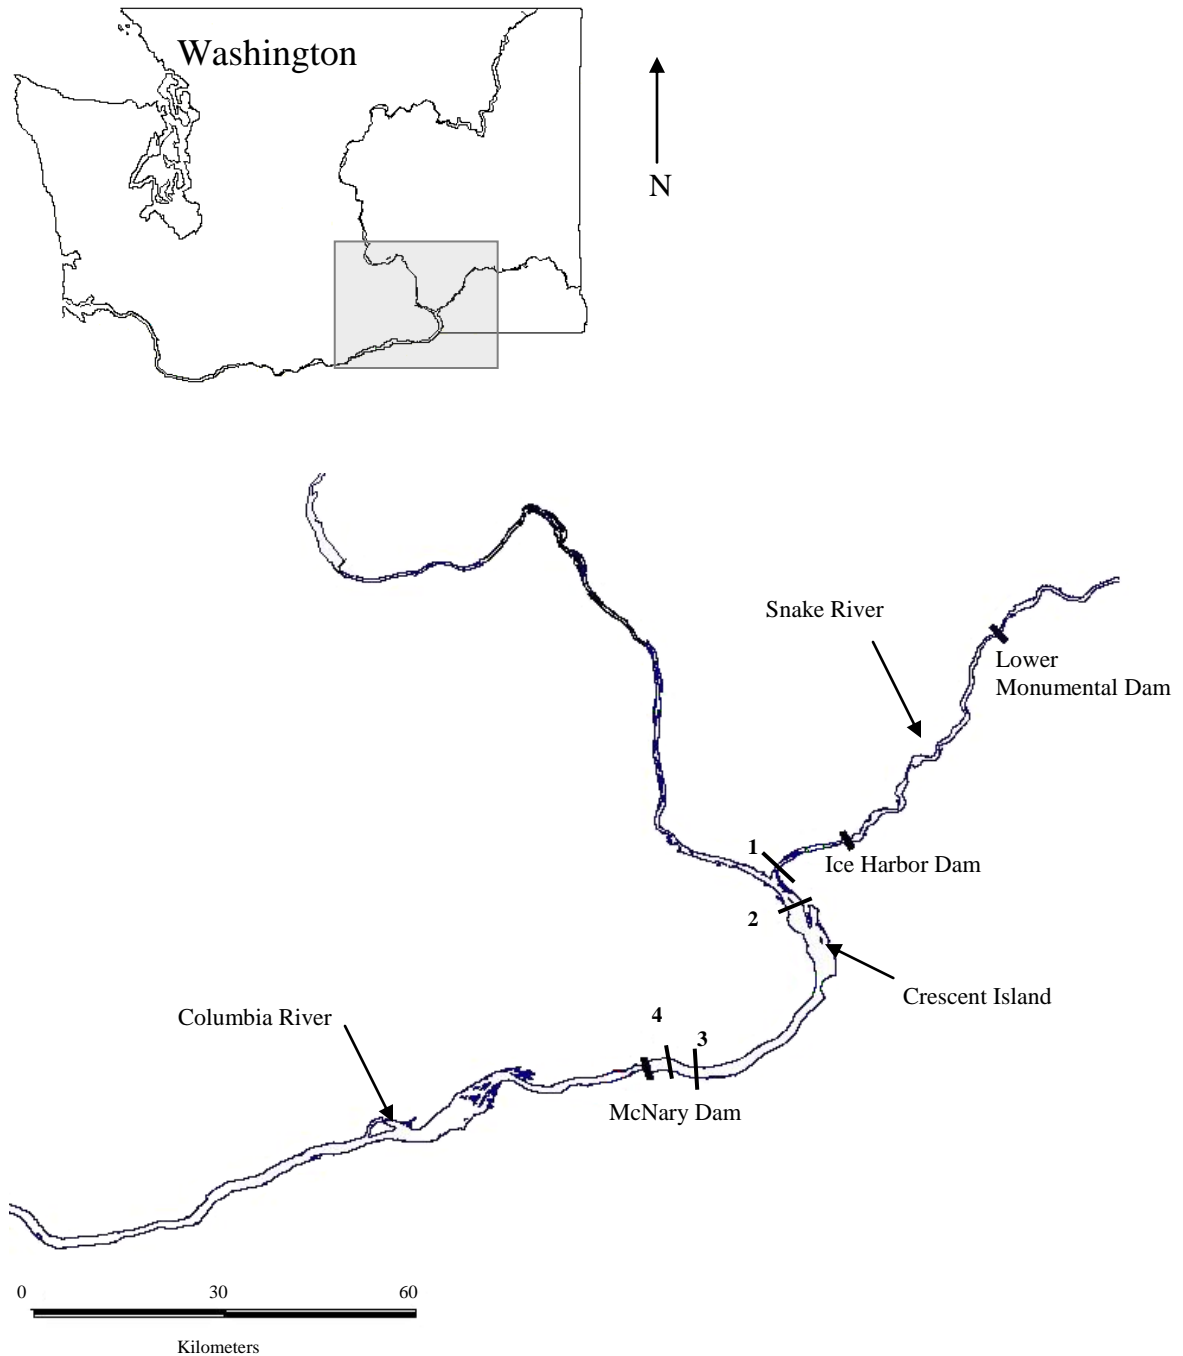 Washington
N
Snake River
Lower
Monumental Dam
1
Ice Harbor Dam
2
Crescent Island
Columbia River
4
3
McNary Dam
0 30 60
Kilometers